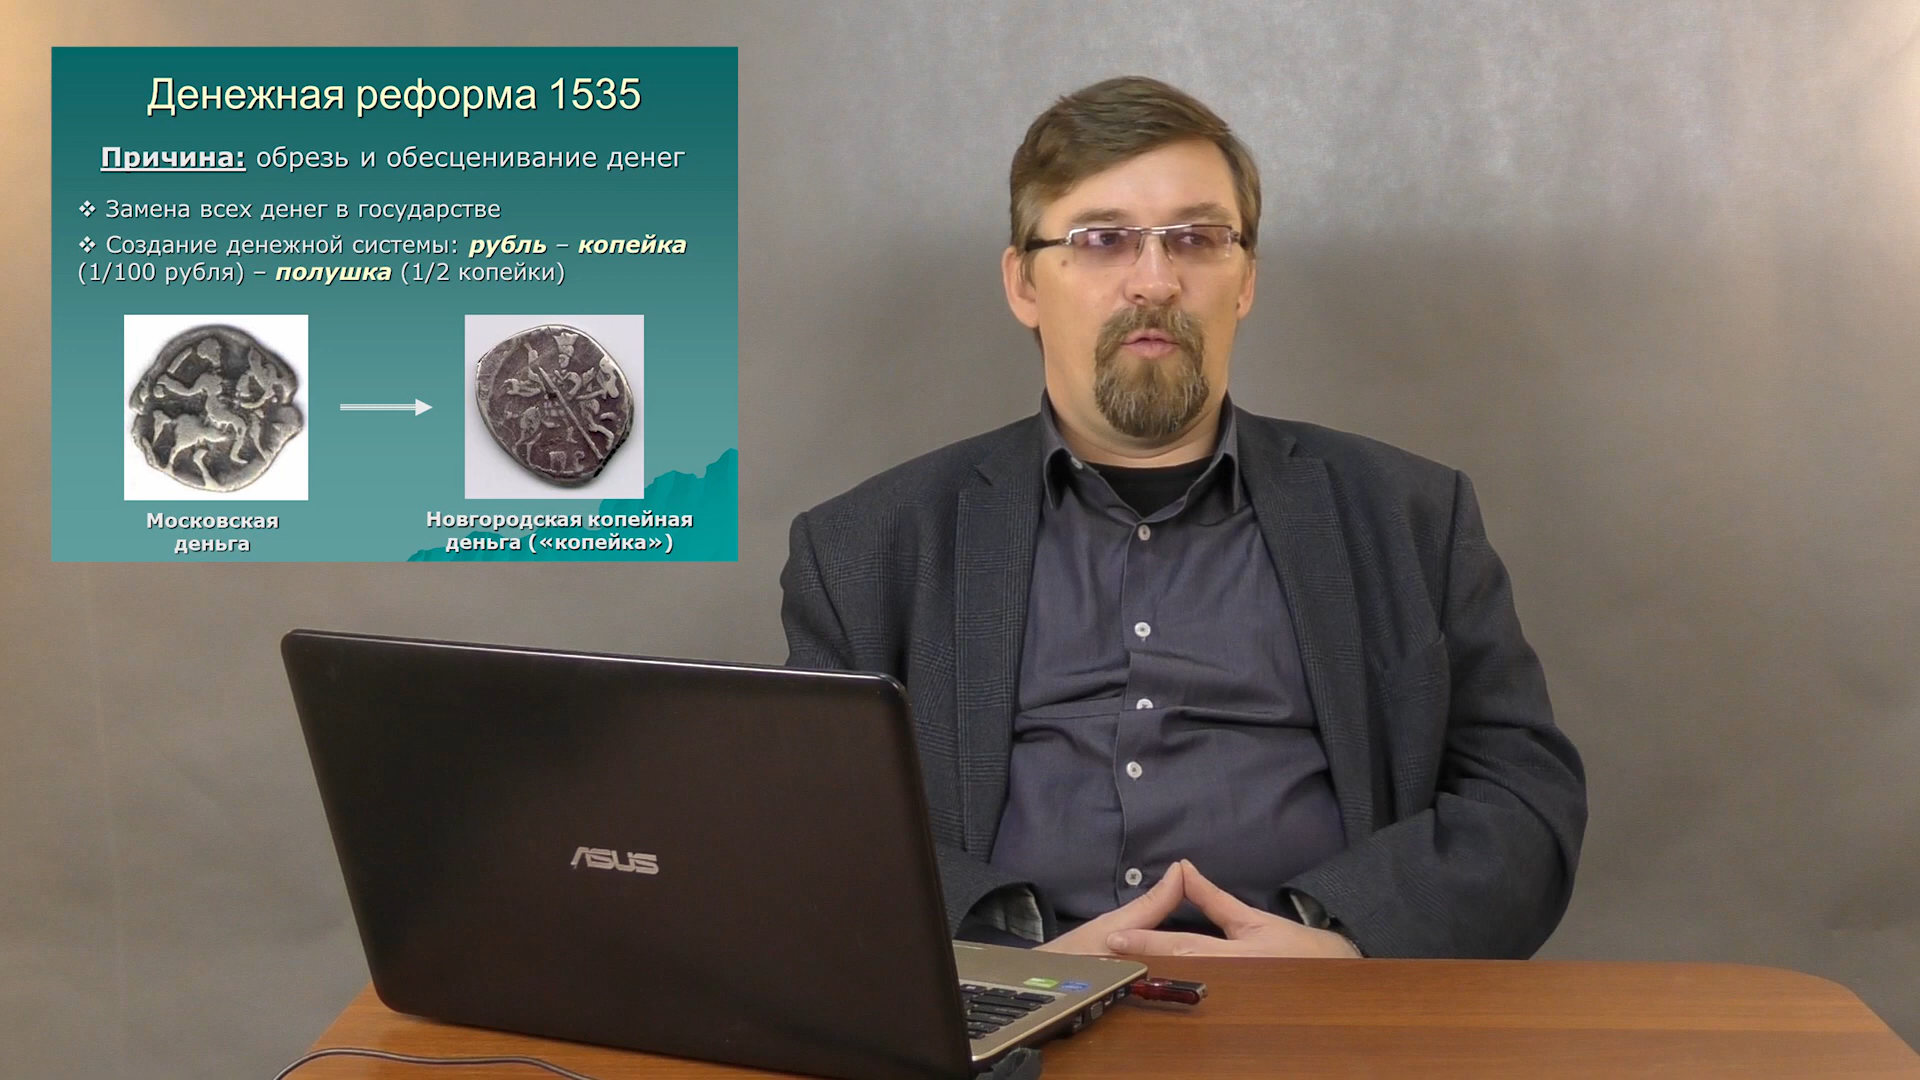 Денежная реформа 1535
Причина: обрезь и обесценивание денег
❖ Замена всех денег в государстве
❖ Создание денежной системы: рубль – копейка
(1/100 рубля) – полушка (1/2 копейки)
Московская
деньга
Новгородская копейная
деньга («копейка»)
ASUS